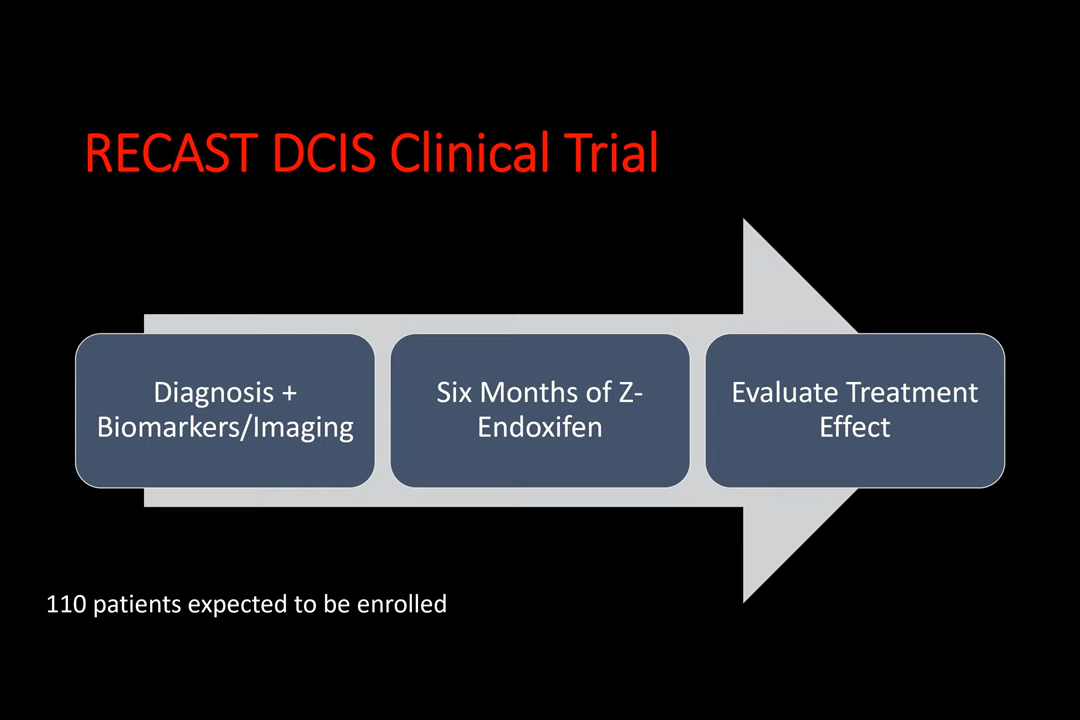 RECAST DCIS Clinical Trial
Diagnosis +
Biomarkers/Imaging
Six Months of Z-
Endoxifen
Evaluate Treatment
Effect
110 patients expected to be enrolled